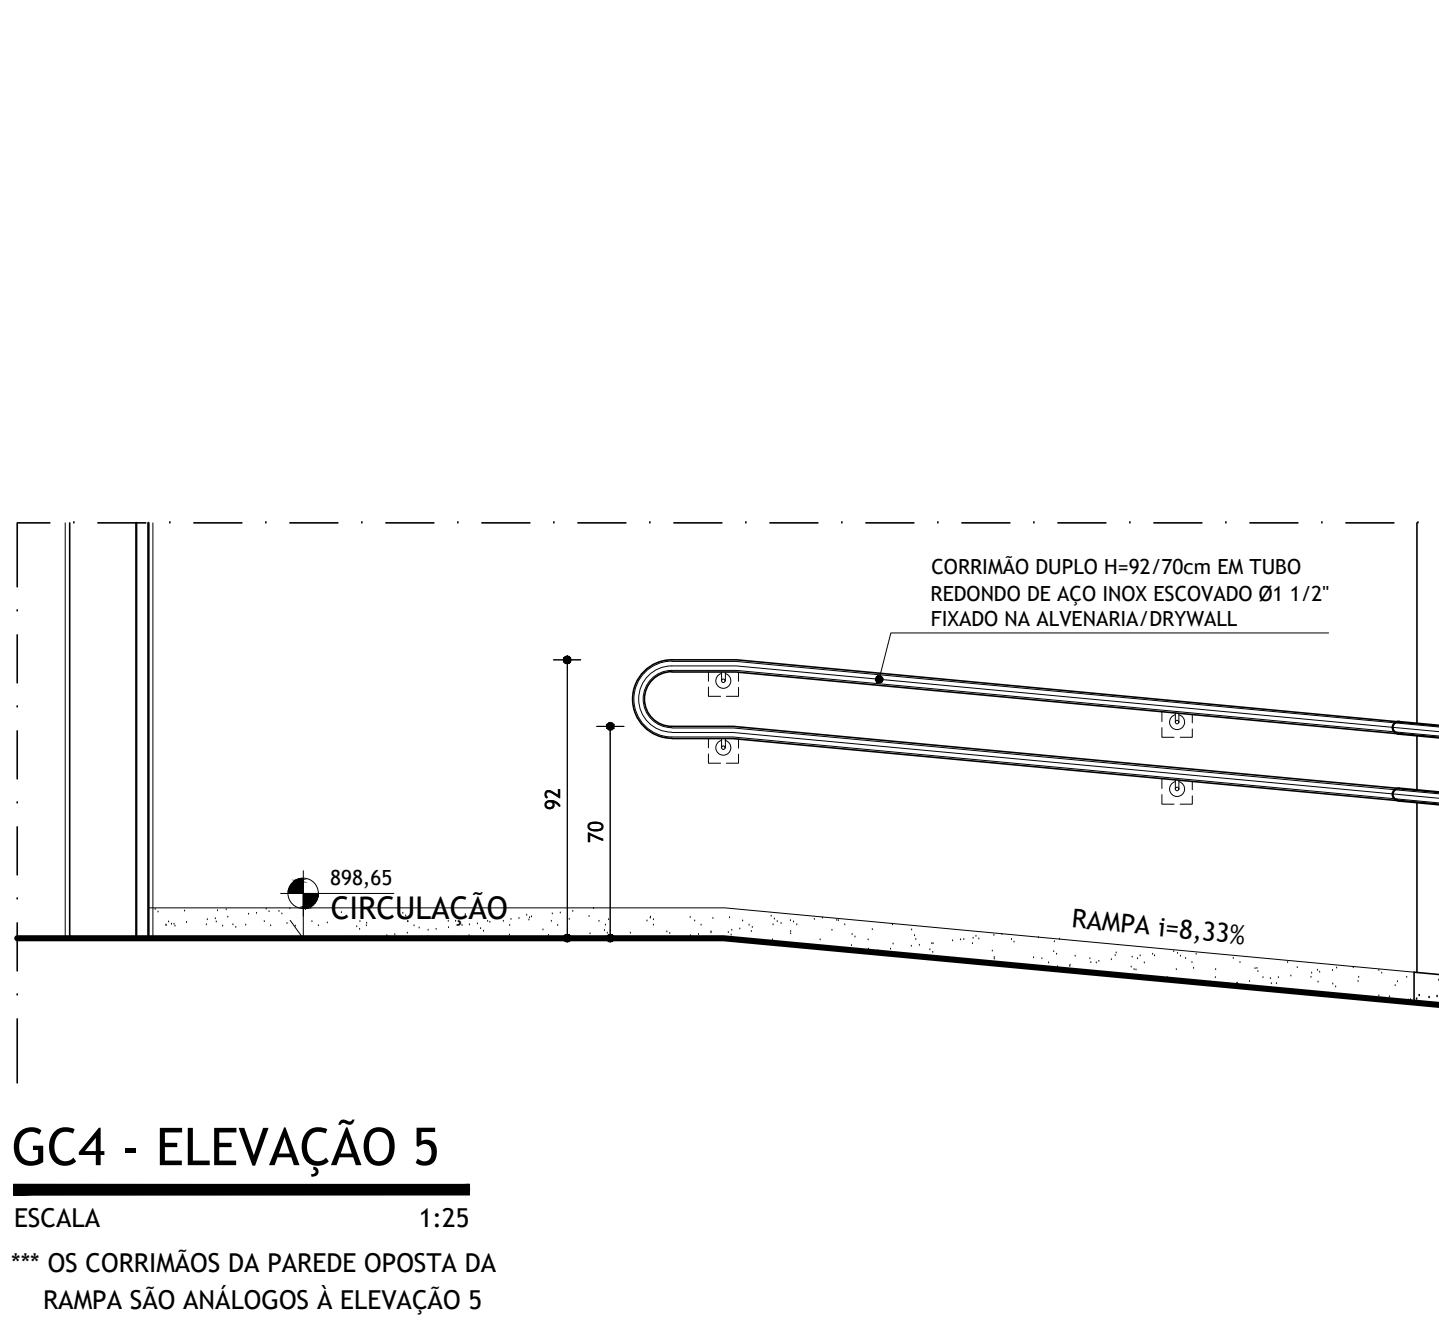 CORRIMÃO DUPLO H=92/70cm EM TUBO
REDONDO DE AÇO INOX ESCOVADO Ø1 1/2"
FIXADO NA ALVENARIA/DRYWALL
92
70
898,65
CIRCULAÇÃO
RAMPA i=8,33%
GC4 - ELEVAÇÃO 5
ESCALA 1:25
*** OS CORRIMÃOS DA PAREDE OPOSTA DA
RAMPA SÃO ANÁLOGOS À ELEVAÇÃO 5